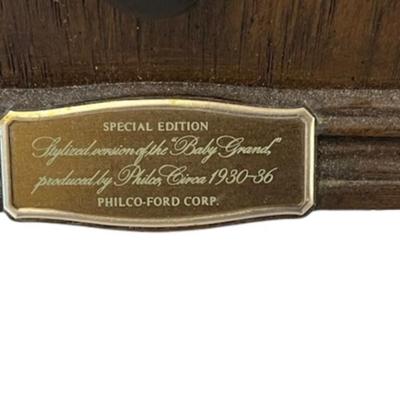 SPECIAL EDITION
Stylized version of the "Baby Grand,"
produced by Philco, Circa 1930-36
PHILCO-FORD CORP.